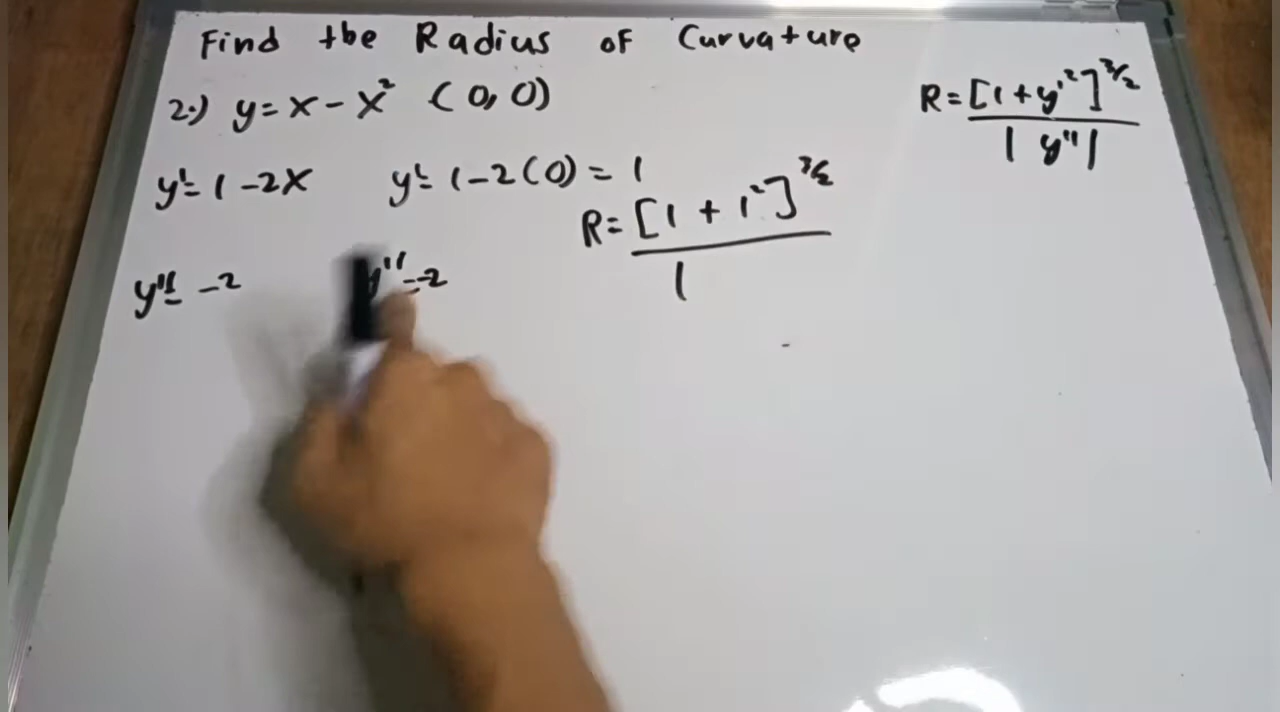 Find the Radius of Curvature
2.) y = x - x² (0,0)
R = [1 + y'²]^3/2 / |y''|
y' = 1 - 2x
y' = 1 - 2(0) = 1
R = [1 + 1²]^3/2 / |
y'' = -2
y'' = -2